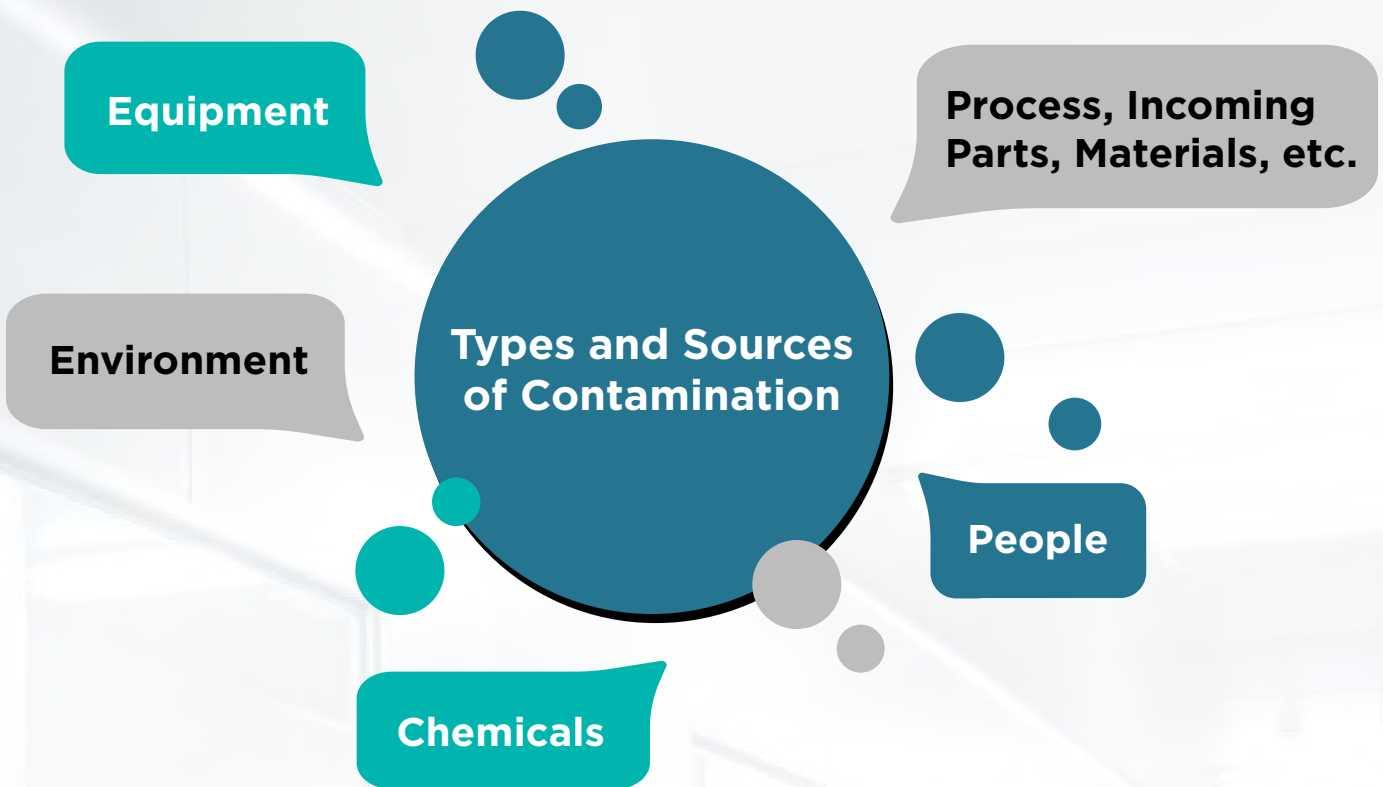 Equipment
Process, Incoming
Parts, Materials, etc.
Types and Sources
of Contamination
Environment
People
Chemicals